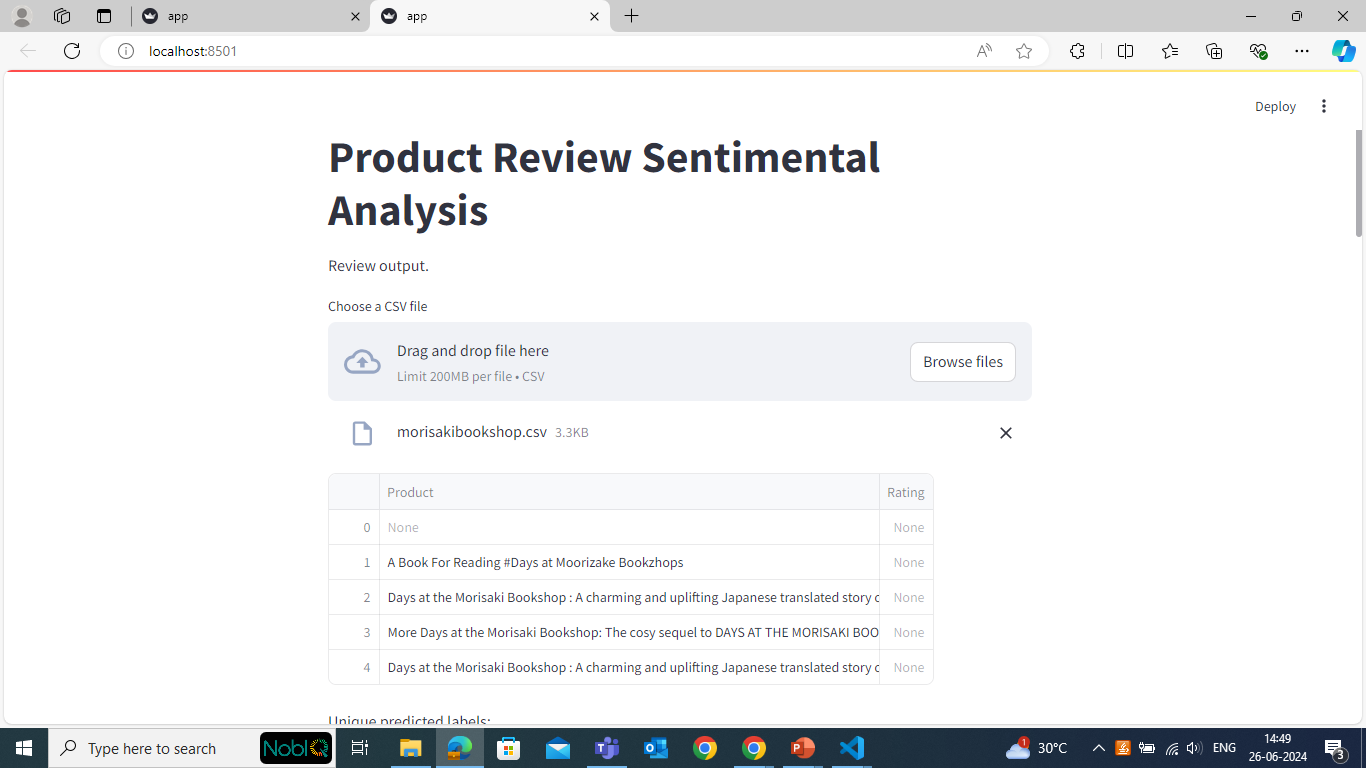 app
app
localhost:8501
Deploy
Product Review Sentimental
Analysis
Review output.
Choose a CSV file
Drag and drop file here
Limit 200MB per file • CSV
Browse files
morisakibookshop.csv 3.3KB
Product Rating
0 None None
1 A Book For Reading #Days at Moorizake Bookzhops None
2 Days at the Morisaki Bookshop : A charming and uplifting Japanese translated story None
3 More Days at the Morisaki Bookshop: The cosy sequel to DAYS AT THE MORISAKI BOO None
4 Days at the Morisaki Bookshop : A charming and uplifting Japanese translated story None
Unique predicted labels:
Type here to search
NoblQ
1
30°C
ENG
14:49
26-06-2024
3